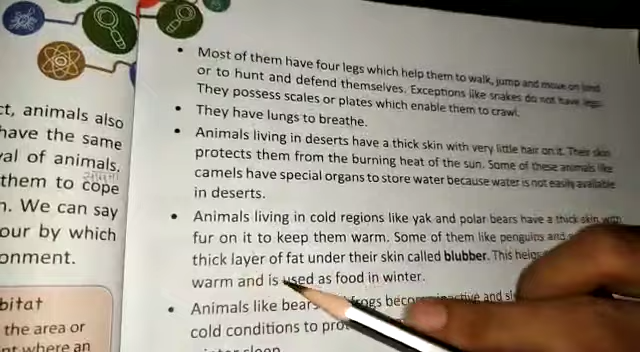 ct, animals also
have the same
val of animals.
them to cope
n. We can say
our by which
onment.
bitat
the area or
nt where an
Most of them have four legs which help them to walk, jump and move on land
or to hunt and defend themselves. Exceptions like snakes do not have legs.
They possess scales or plates which enable them to crawl.
They have lungs to breathe.
Animals living in deserts have a thick skin with very little hair on it. Their skin
protects them from the burning heat of the sun. Some of these animals like
camels have special organs to store water because water is not easily available
in deserts.
Animals living in cold regions like yak and polar bears have a thick skin with
fur on it to keep them warm. Some of them like penguins and
thick layer of fat under their skin called blubber. This helps
warm and is used as food in winter.
Animals like bears frogs become inactive and
cold conditions to
winter sleep